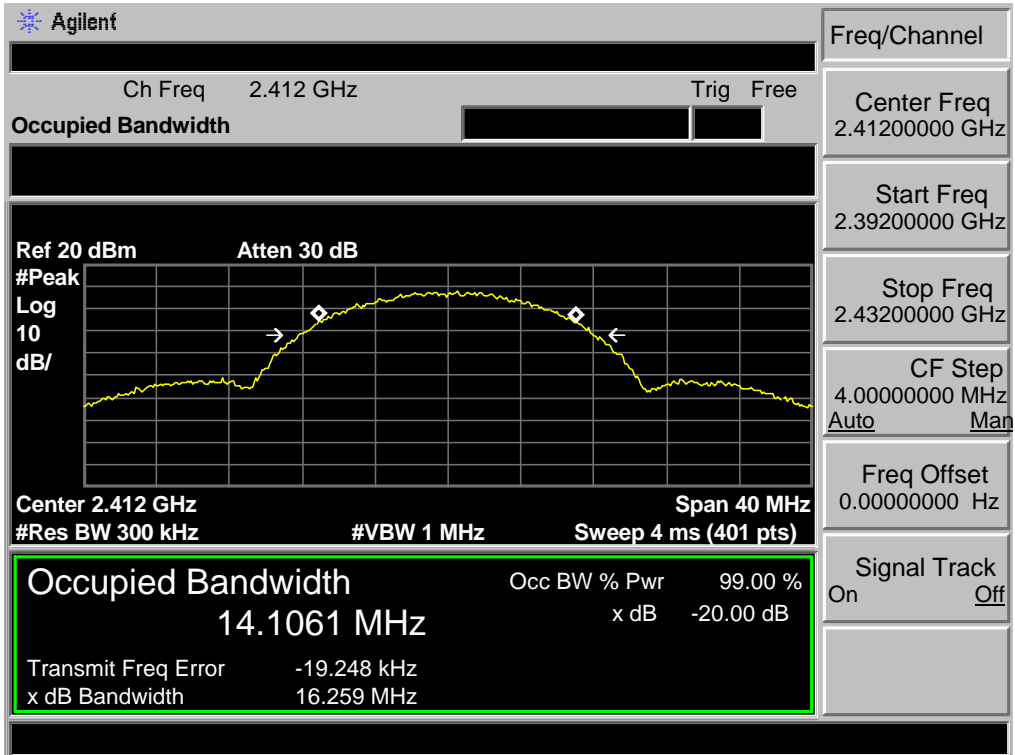 Agilent
Freq/Channel
Ch Freq 2.412 GHz Trig Free
Occupied Bandwidth
Center Freq
2.41200000 GHz
Start Freq
2.39200000 GHz
Ref 20 dBm Atten 30 dB
#Peak
Log
10
dB/
Stop Freq
2.43200000 GHz
CF Step
4.00000000 MHz
Auto Man
Freq Offset
0.00000000 Hz
Center 2.412 GHz Span 40 MHz
#Res BW 300 kHz #VBW 1 MHz Sweep 4 ms (401 pts)
Signal Track
On Off
Occupied Bandwidth Occ BW % Pwr 99.00 %
14.1061 MHz x dB -20.00 dB
Transmit Freq Error -19.248 kHz
x dB Bandwidth 16.259 MHz